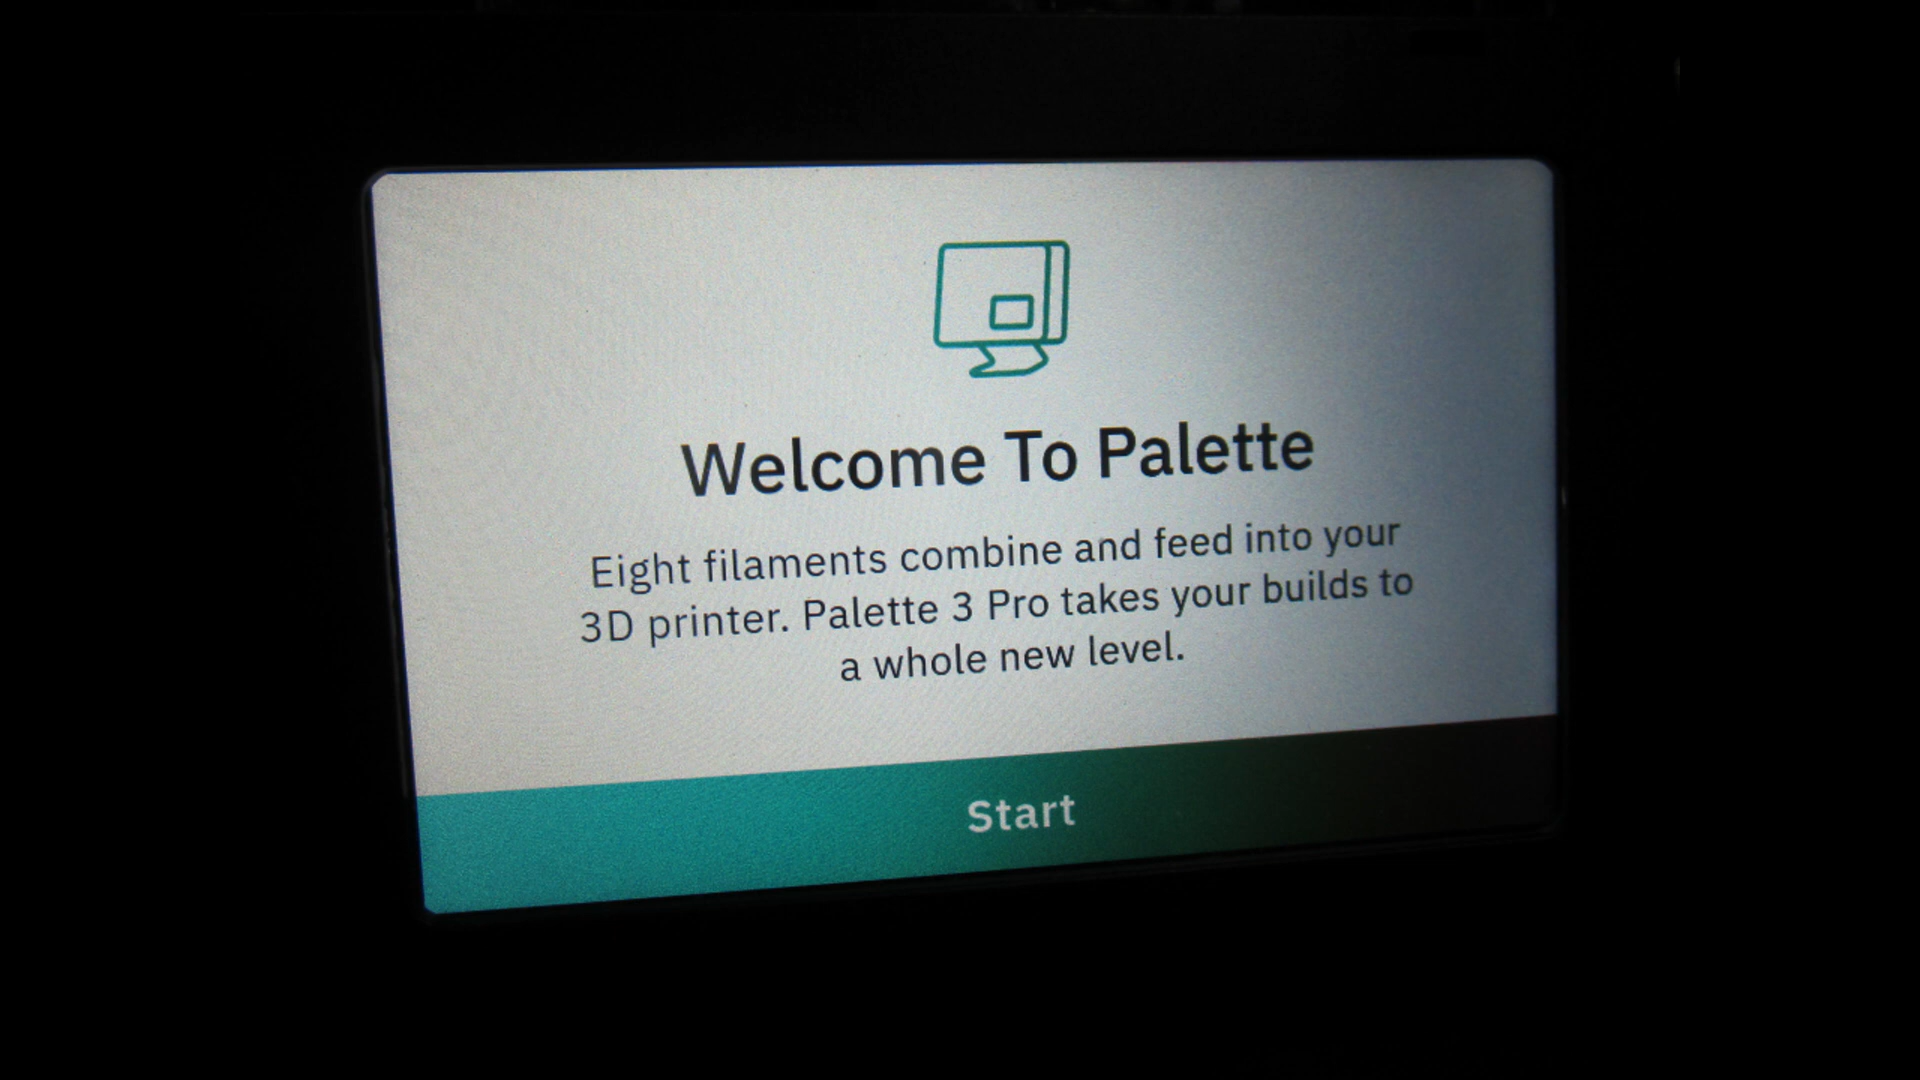 Welcome To Palette
Eight filaments combine and feed into your
3D printer. Palette 3 Pro takes your builds to
a whole new level.
Start